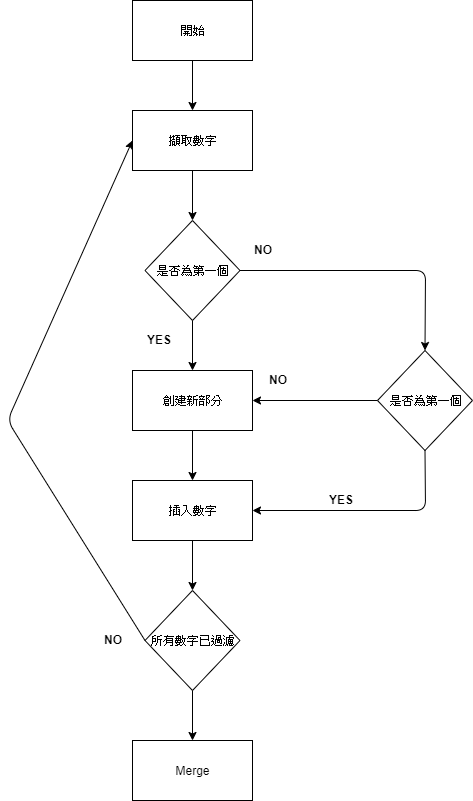 開始
擷取數字
是否為第一個
NO
YES
創建新部分
NO
是否為第一個
插入數字
YES
所有數字已過濾
NO
Merge